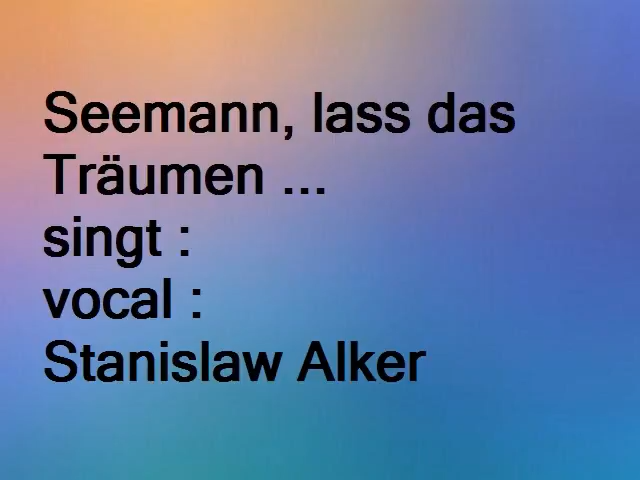 Seemann, lass das
Träumen ...
singt :
vocal :
Stanislaw Alker